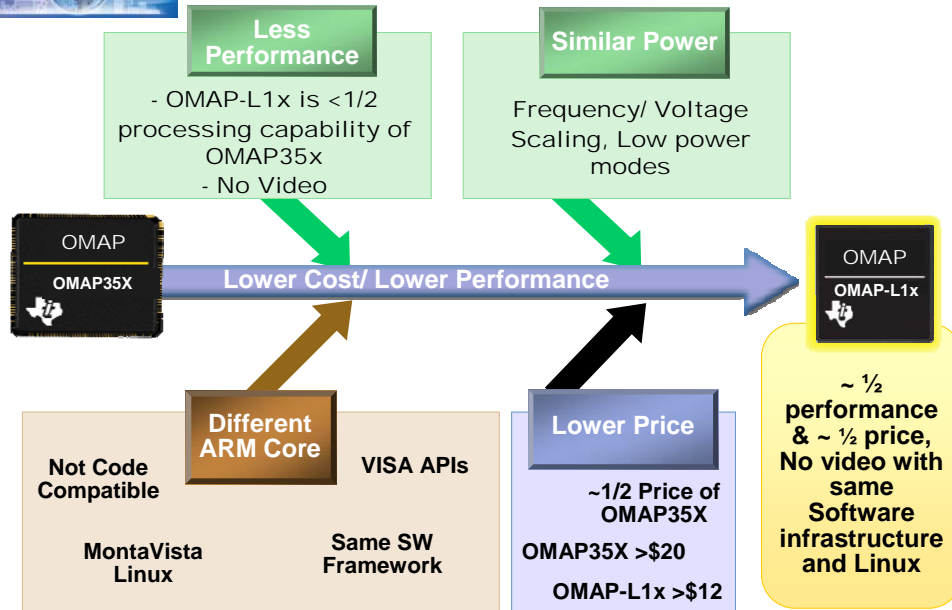 Less
Performance
- OMAP-L1x is <1/2
processing capability of
OMAP35x
- No Video
Similar Power
Frequency/ Voltage
Scaling, Low power
modes
OMAP
OMAP35X
Lower Cost/ Lower Performance
OMAP
OMAP-L1x
Different
ARM Core
Not Code
Compatible
VISA APIs
MontaVista
Linux
Same SW
Framework
Lower Price
~1/2 Price of
OMAP35X
OMAP35X >$20
OMAP-L1x >$12
~ ½
performance
& ~ ½ price,
No video with
same
Software
infrastructure
and Linux